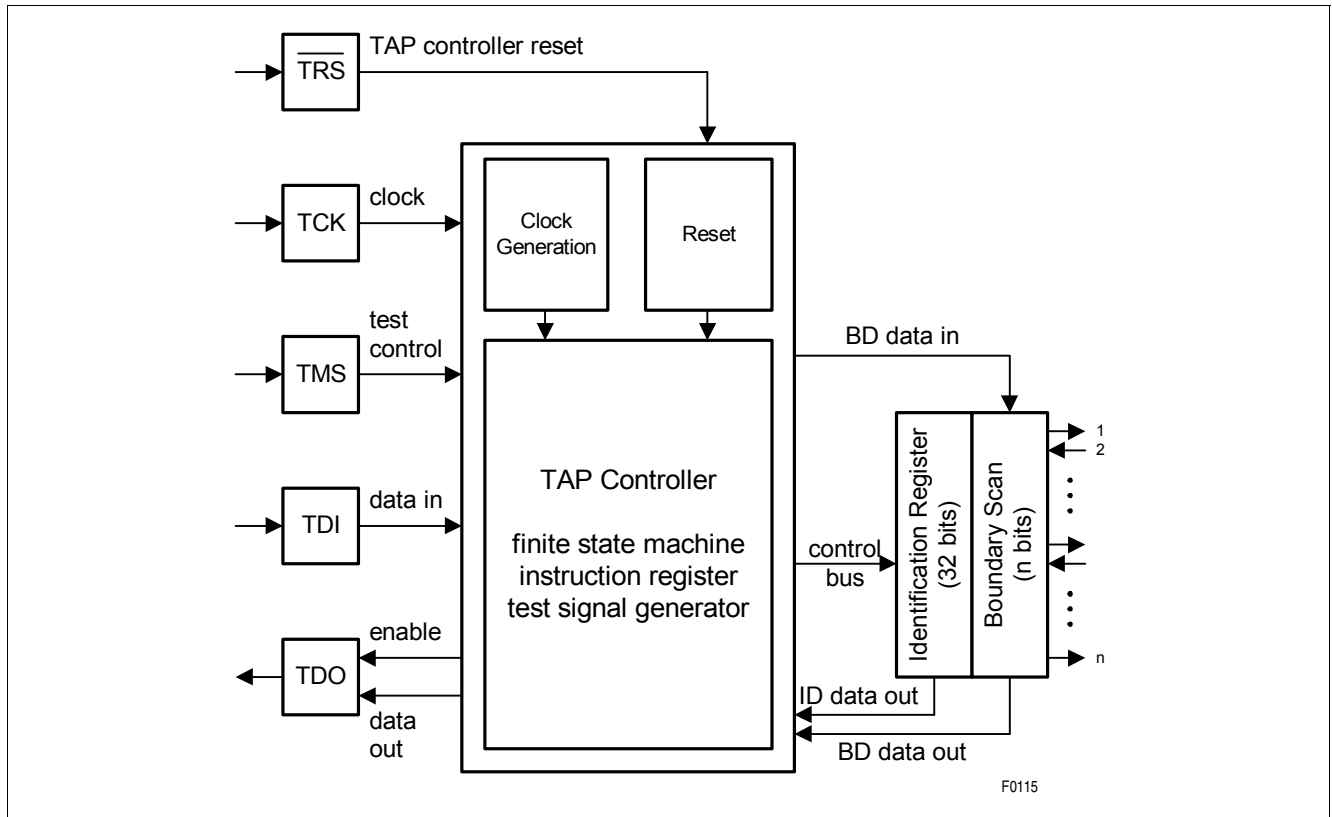 TAP controller reset
TRS
clock
TCK
Clock
Generation
Reset
test
control
TMS
BD data in
1
2
TAP Controller
data in
TDI
finite state machine
instruction register
test signal generator
control
bus
Identification Register
(32 bits)
Boundary Scan
(n bits)
enable
TDO
data
out
n
ID data out
BD data out
F0115